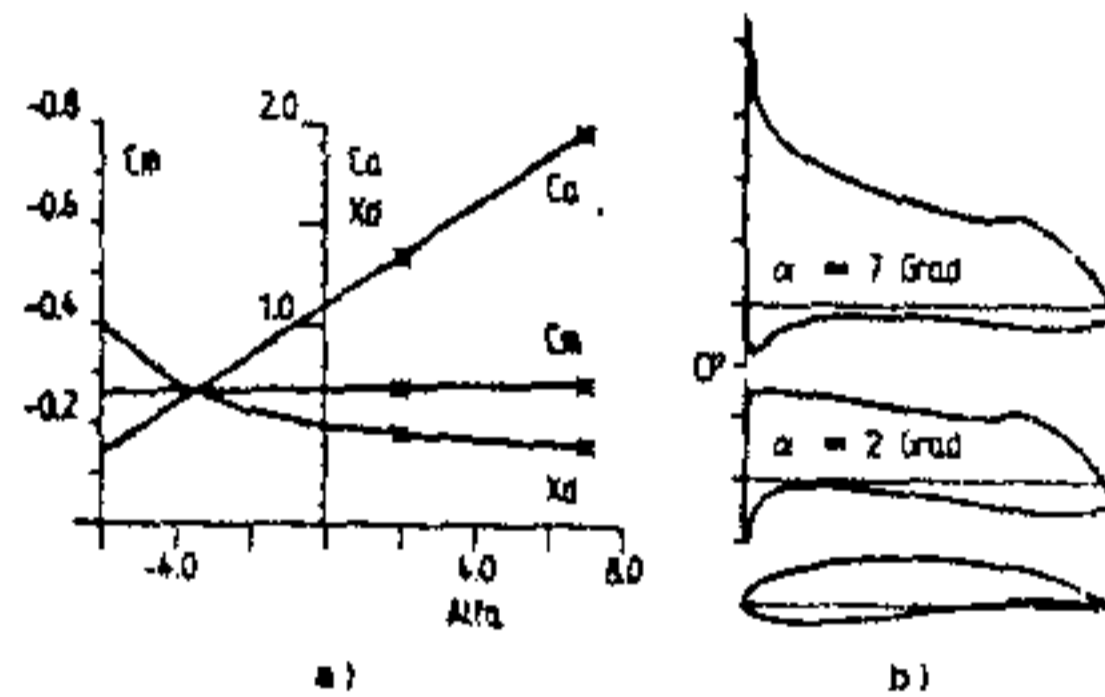 -0.8
2.0
Cm
Ca
Xd
Ca
-0.6
-0.4
1.0
Cm
-0.2
Xd
-4.0
4.0
8.0
Alfa
a)
α = 7 Grad
CP
α = 2 Grad
b)